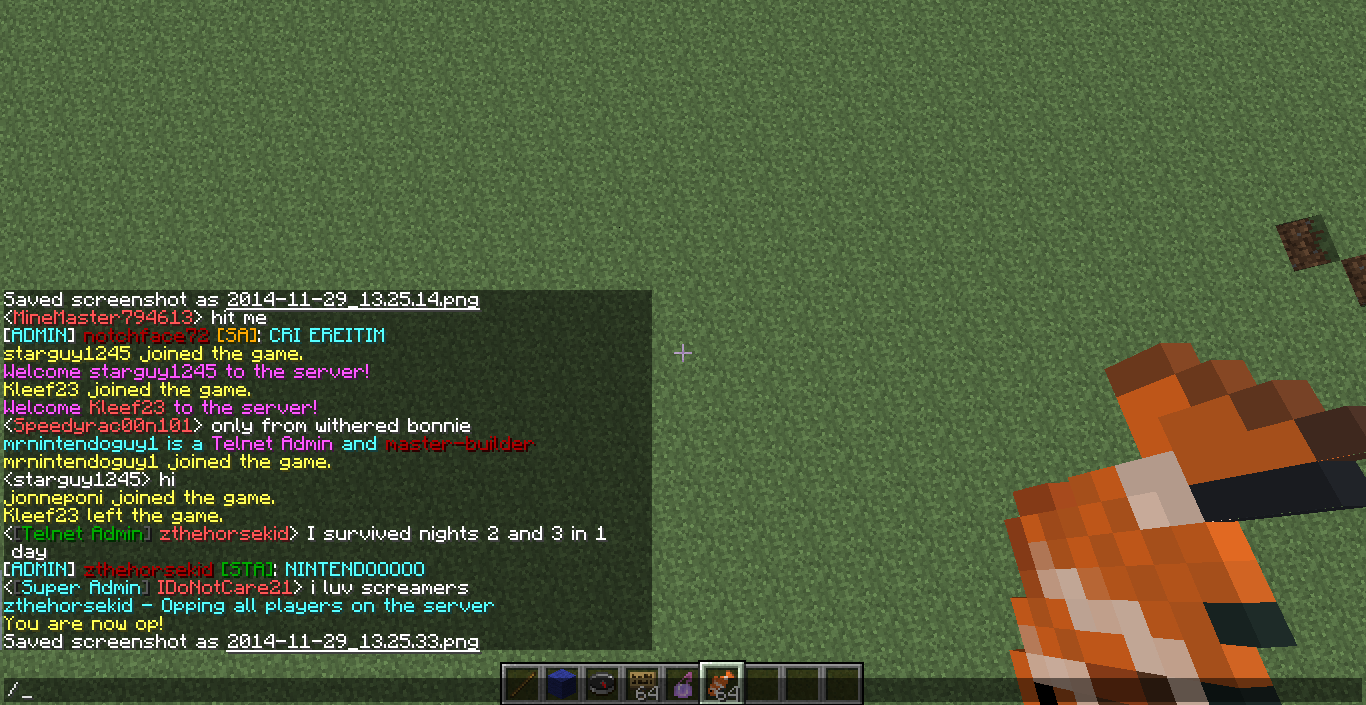 Saved screenshot as 2014-11-29_13.25.14.png
<MineMaster794613> hit me
[ADMIN] notchface72 [SA]: CRI EREITIM
starguy1245 joined the game.
Welcome starguy1245 to the server!
Kleef23 joined the game.
Welcome Kleef23 to the server!
<Speedyrac00n101> only from withered bonnie
mrnintendoguy1 is a Telnet Admin and master-builder
mrnintendoguy1 joined the game.
<starguy1245> hi
jonneponi joined the game.
Kleef23 left the game.
<[Telnet Admin] zthehorsekid> I survived nights 2 and 3 in 1
day
[ADMIN] zthehorsekid [STA]: NINTENDOOOOO
<[Super Admin] IDoNotCare21> i luv screamers
zthehorsekid - Opping all players on the server
You are now op!
Saved screenshot as 2014-11-29_13.25.33.png
64 64
/_